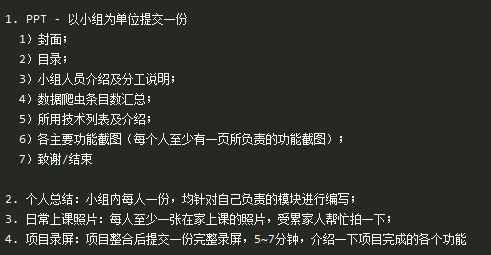 1. PPT - 以小组为单位提交一份
1）封面；
2）目录；
3）小组人员介绍及分工说明；
4）数据爬虫条目数汇总；
5）所用技术列表及介绍；
6）各主要功能截图（每个人至少有一页所负责的功能截图）；
7）致谢/结束
2. 个人总结：小组内每人一份，均针对自己负责的模块进行编写；
3. 日常上课照片：每人至少一张在家上课的照片，受累家人帮忙拍一下；
4. 项目录屏：项目整合后提交一份完整录屏，5~7分钟，介绍一下项目完成的各个功能